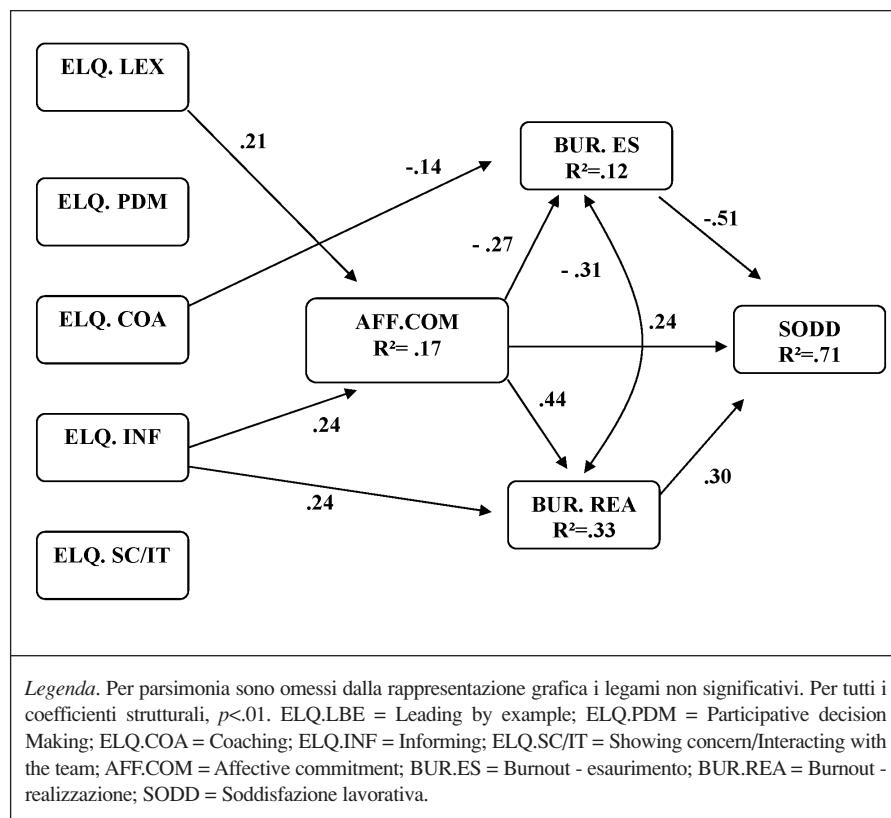 ELQ. LEX
.21
BUR. ES
R²=.12
-.14
ELQ. PDM
-.51
- .27
- .31
ELQ. COA
AFF.COM
R²= .17
.24
SODD
R²=.71
.44
ELQ. INF
.24
.30
.24
BUR. REA
R²=.33
ELQ. SC/IT
Legenda. Per parsimonia sono omessi dalla rappresentazione grafica i legami non significativi. Per tutti i
coefficienti strutturali, p<.01. ELQ.LBE = Leading by example; ELQ.PDM = Participative decision
Making; ELQ.COA = Coaching; ELQ.INF = Informing; ELQ.SC/IT = Showing concern/Interacting with
the team; AFF.COM = Affective commitment; BUR.ES = Burnout - esaurimento; BUR.REA = Burnout -
realizzazione; SODD = Soddisfazione lavorativa.